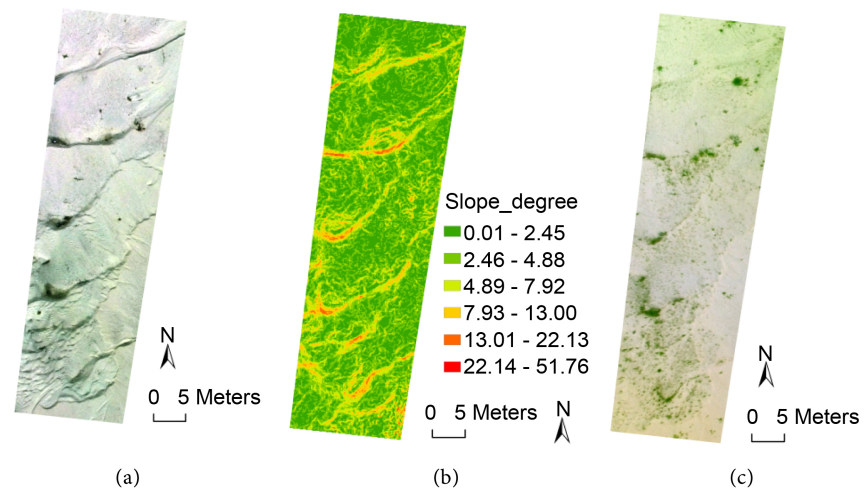 Slope_degree
0.01 - 2.45
2.46 - 4.88
4.89 - 7.92
7.93 - 13.00
13.01 - 22.13
22.14 - 51.76
N
0 5 Meters
0 5 Meters
N
N
0 5 Meters
(a)
(b)
(c)